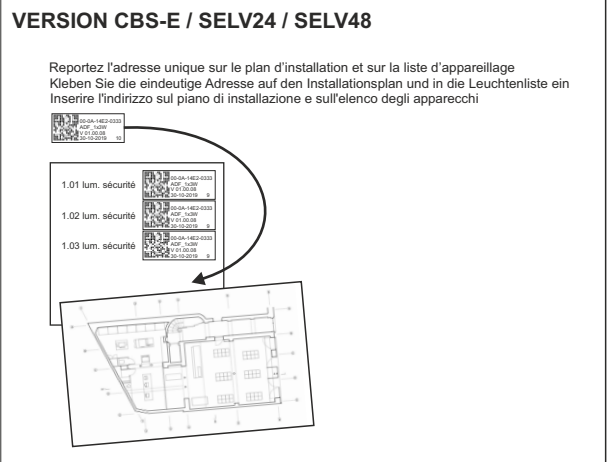 VERSION CBS-E / SELV24 / SELV48
Reportez l'adresse unique sur le plan d'installation et sur la liste d'appareillage
Kleben Sie die eindeutige Adresse auf den Installationsplan und in die Leuchtenliste ein
Inserire l'indirizzo sul piano di installazione e sull'elenco degli apparecchi
00-0A-14E2-0333
ADF_1x3W
V 01.00.08
30-10-2019 10
1.01 lum. sécurité
00-0A-14E2-0333
ADF_1x3W
V 01.00.08
30-10-2019 9
1.02 lum. sécurité
00-0A-14E2-0333
ADF_1x3W
V 01.00.08
30-10-2019 9
1.03 lum. sécurité
00-0A-14E2-0333
ADF_1x3W
V 01.00.08
30-10-2019 9